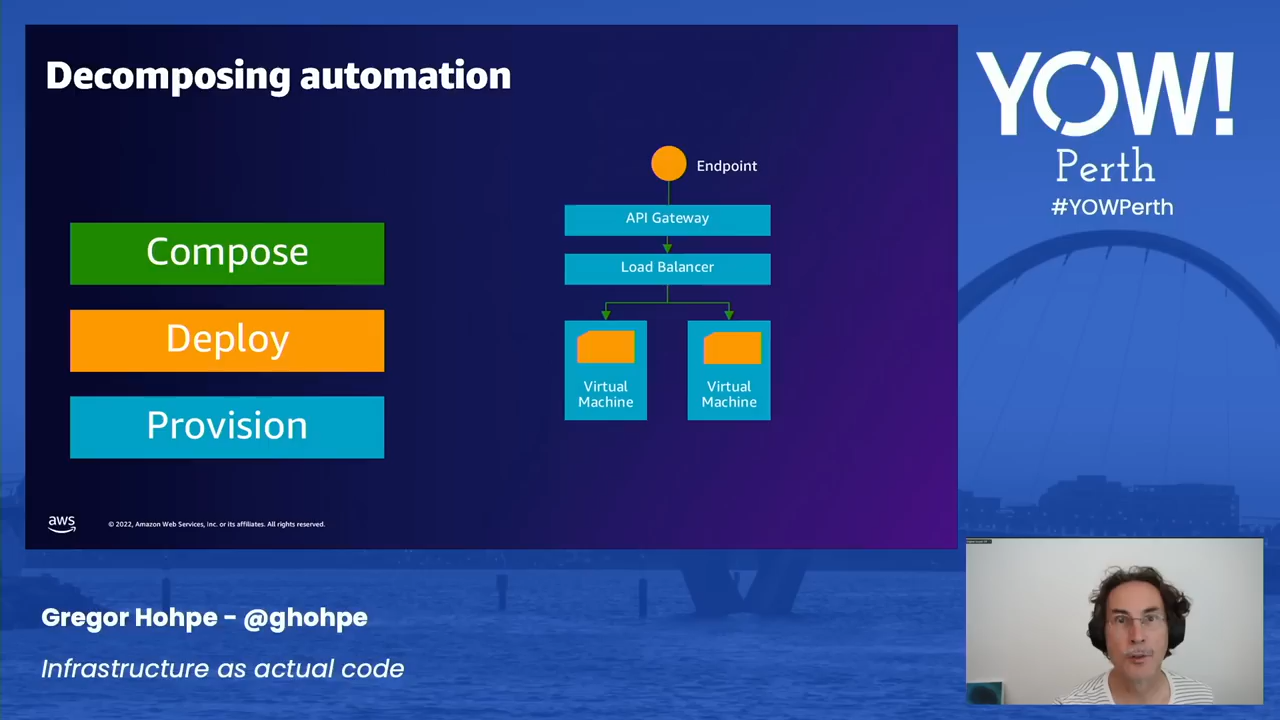 Decomposing automation
Endpoint
API Gateway
Load Balancer
Virtual
Machine
Virtual
Machine
Compose
Deploy
Provision
aws
© 2022, Amazon Web Services, Inc. or its affiliates. All rights reserved.
YOW!
Perth
#YOWPerth
Gregor Hohpe - @ghohpe
Infrastructure as actual code